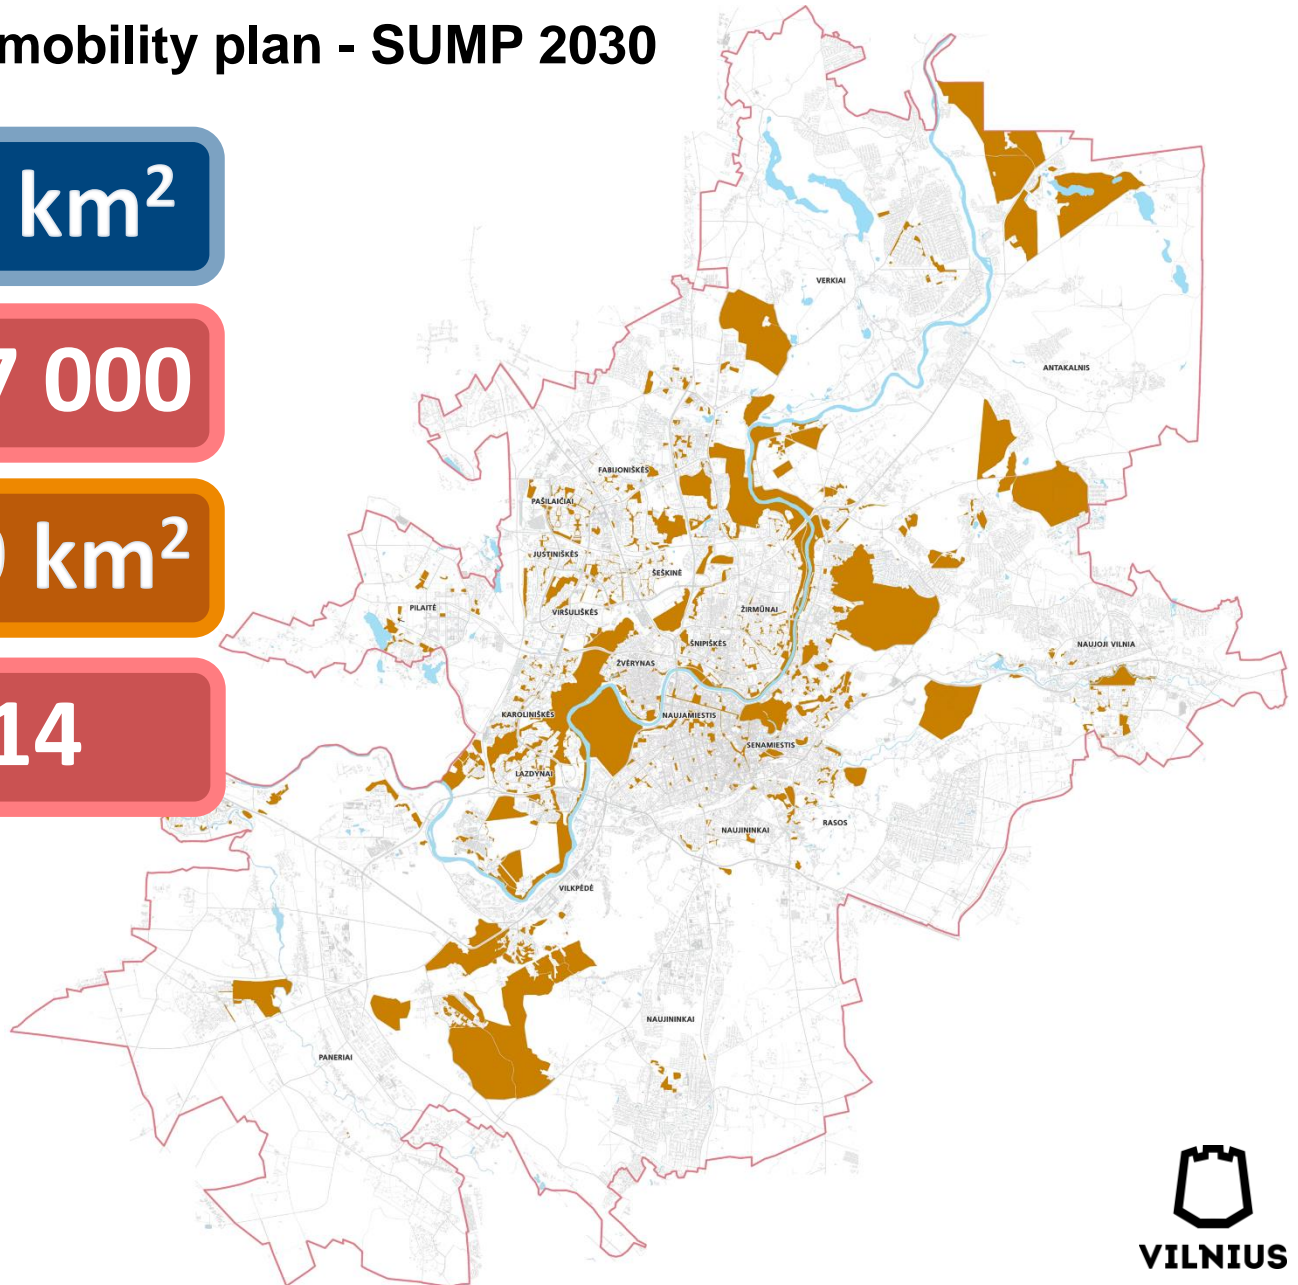 mobility plan - SUMP 2030
km²
7 000
km²
14
VERKIAI
ANTAKALNIS
FABIJONIŠKĖS
PAŠILAIČIAI
JUSTINIŠKĖS
ŠEŠKINĖ
PILAITĖ
VIRŠULIŠKĖS
ŽIRMŪNAI
ŠNIPIŠKĖS
NAUJOJI VILNIA
ŽVĖRYNAS
KAROLINIŠKĖS
NAUJAMIESTIS
SENAMIESTIS
LAZDYNAI
RASOS
NAUJININKAI
VILKPĖDĖ
NAUJININKAI
PANERIAI
VILNIUS